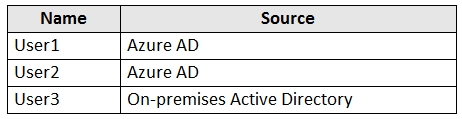 Name Source
User1 Azure AD
User2 Azure AD
User3 On-premises Active Directory